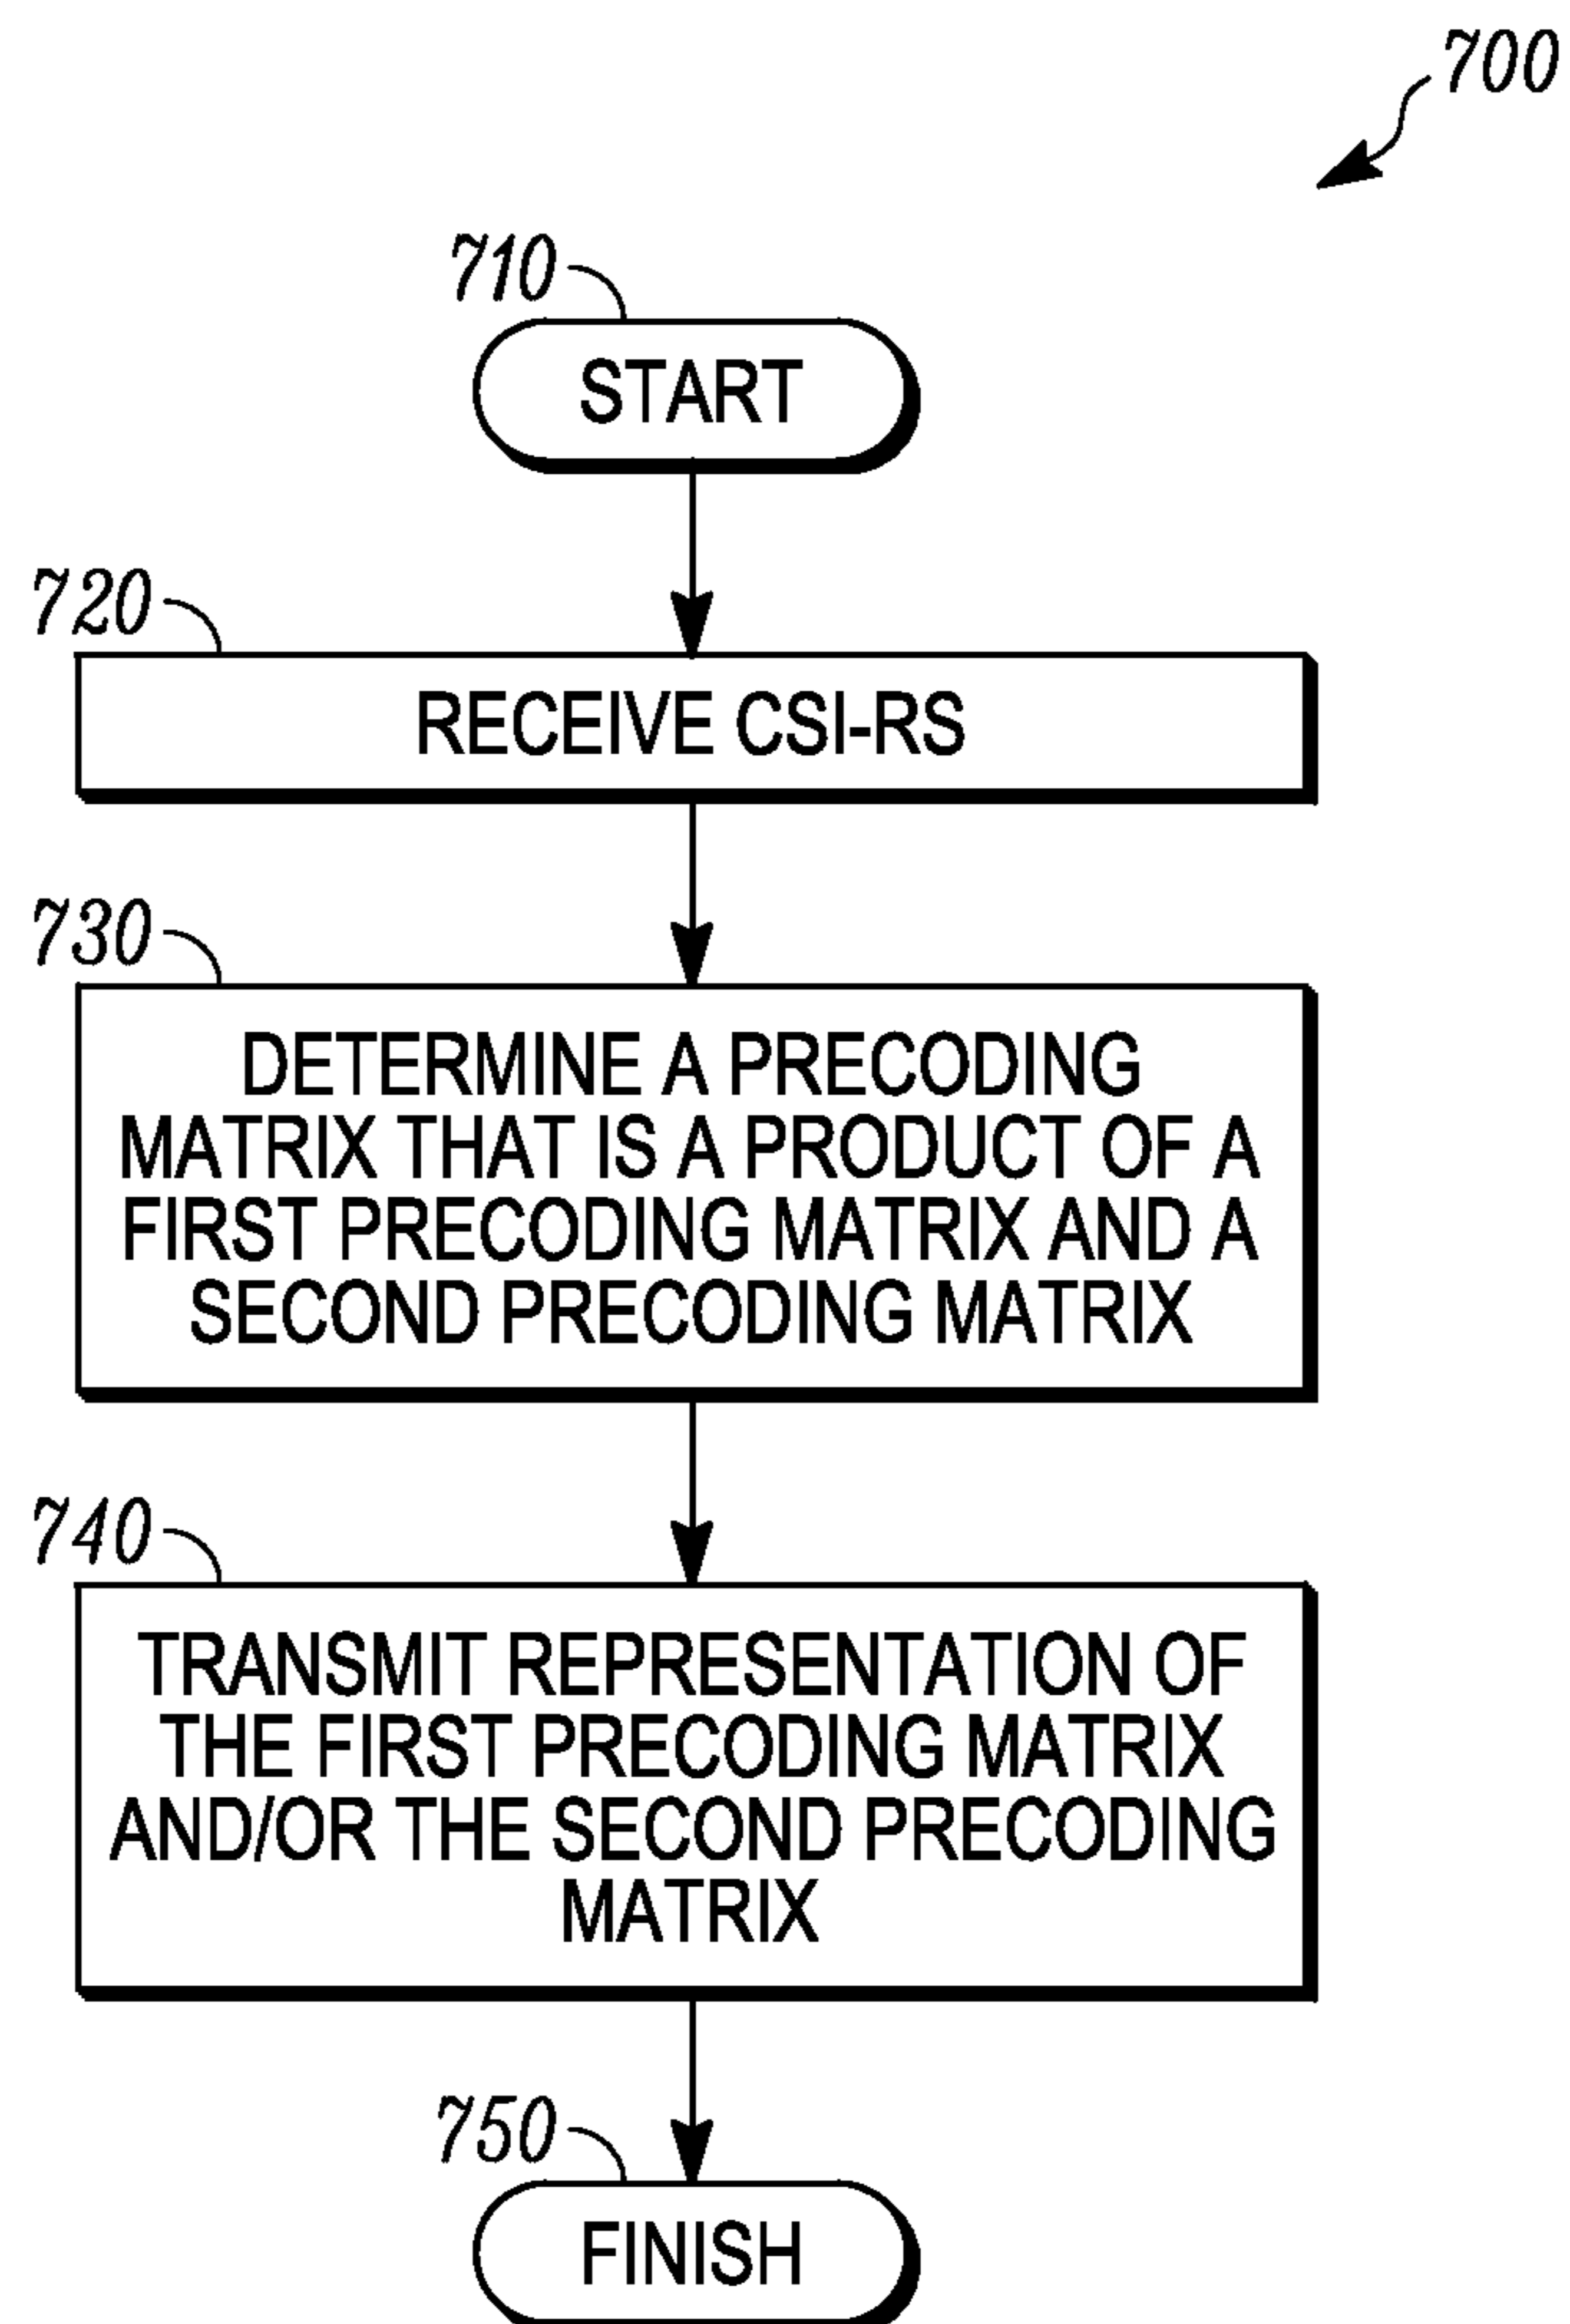 700
710
START
720
RECEIVE CSI-RS
730
DETERMINE A PRECODING
MATRIX THAT IS A PRODUCT OF A
FIRST PRECODING MATRIX AND A
SECOND PRECODING MATRIX
740
TRANSMIT REPRESENTATION OF
THE FIRST PRECODING MATRIX
AND/OR THE SECOND PRECODING
MATRIX
750
FINISH